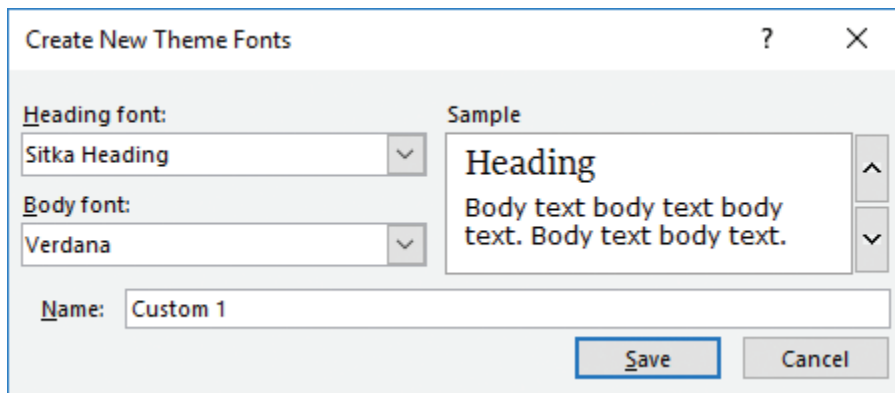 Create New Theme Fonts
?
Heading font:
Sample
Sitka Heading
Heading
Body font:
Body text body text body
text. Body text body text.
Verdana
Name:
Custom 1
Save
Cancel